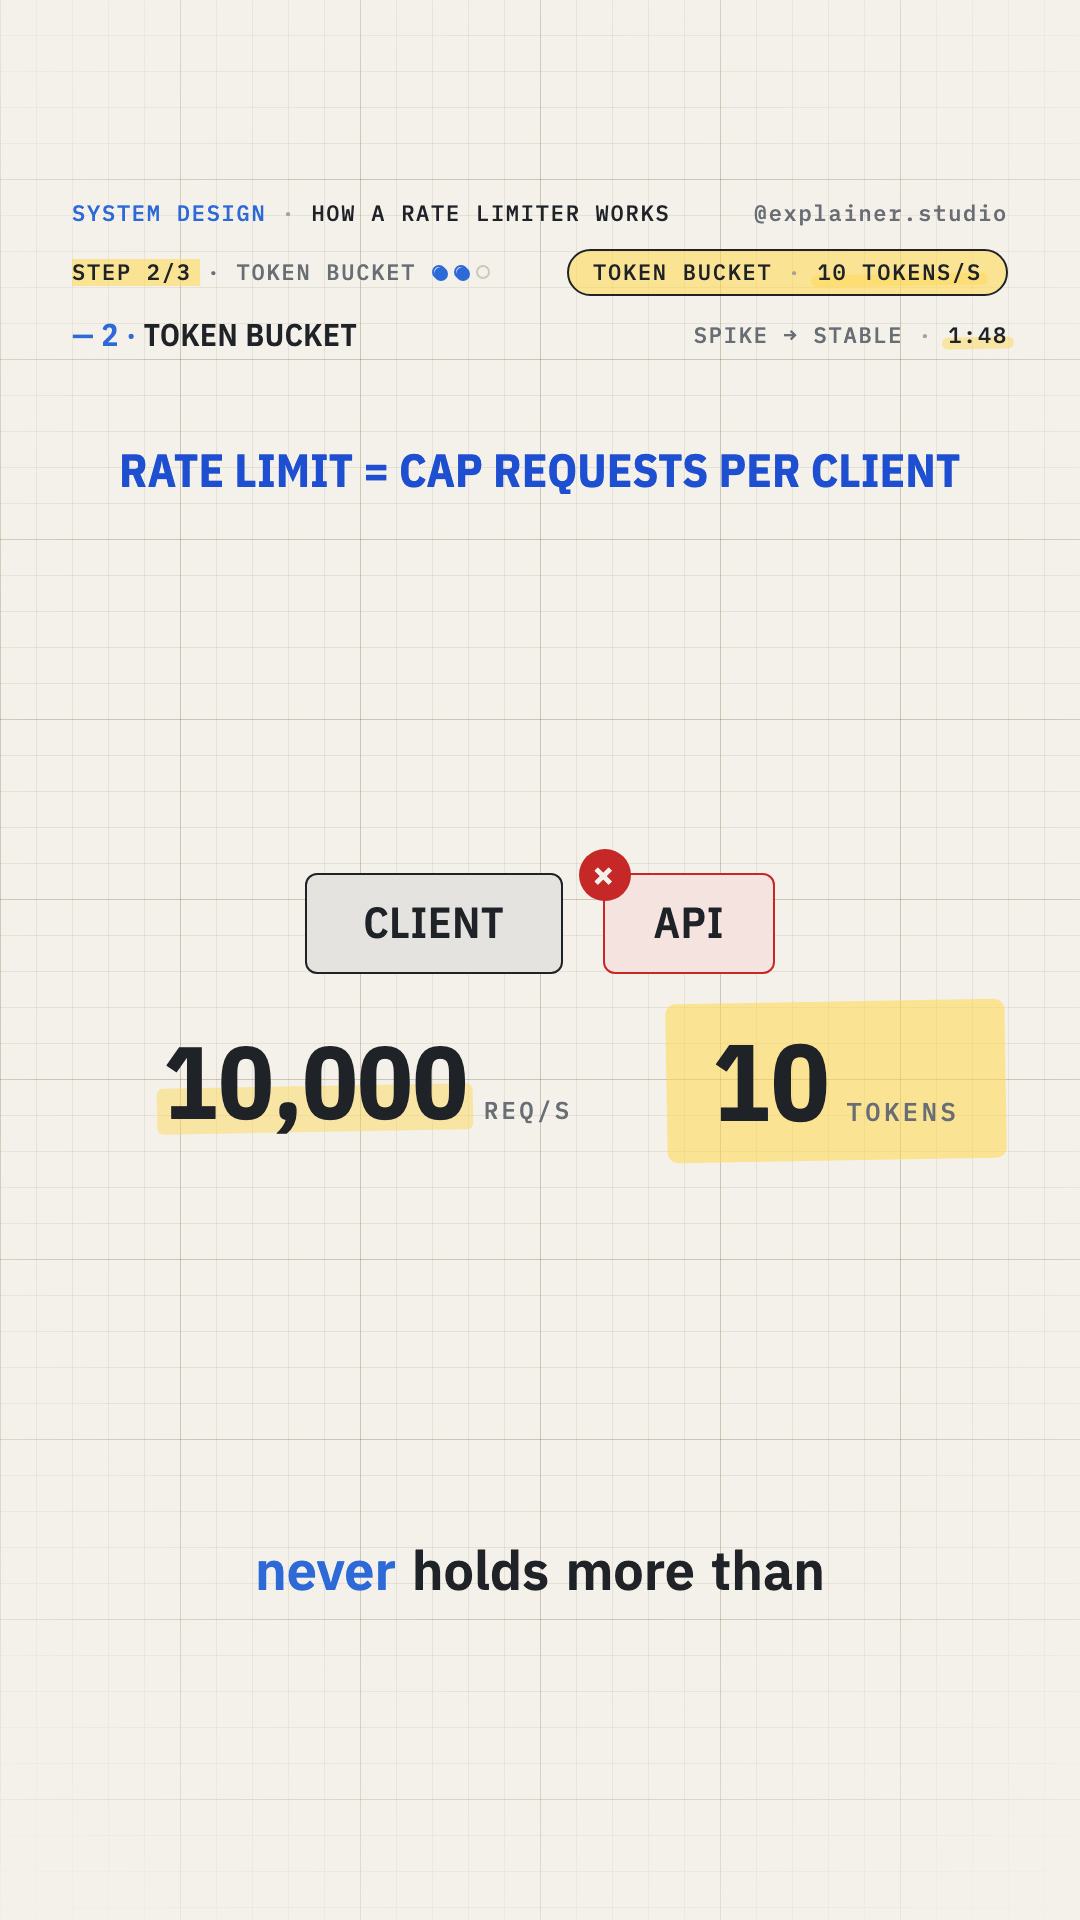 SYSTEM DESIGN · HOW A RATE LIMITER WORKS @explainer.studio
STEP 2/3 · TOKEN BUCKET TOKEN BUCKET · 10 TOKENS/S
— 2 · TOKEN BUCKET SPIKE → STABLE · 1:48
RATE LIMIT = CAP REQUESTS PER CLIENT
CLIENT × API
10,000 REQ/S 10 TOKENS
never holds more than